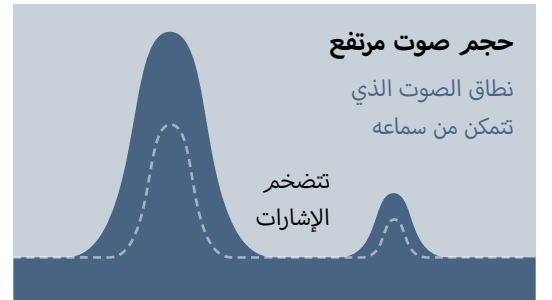 حجم صوت مرتفع
نطاق الصوت الذي
تتمكن من سماعه
تتضخم
الإشارات